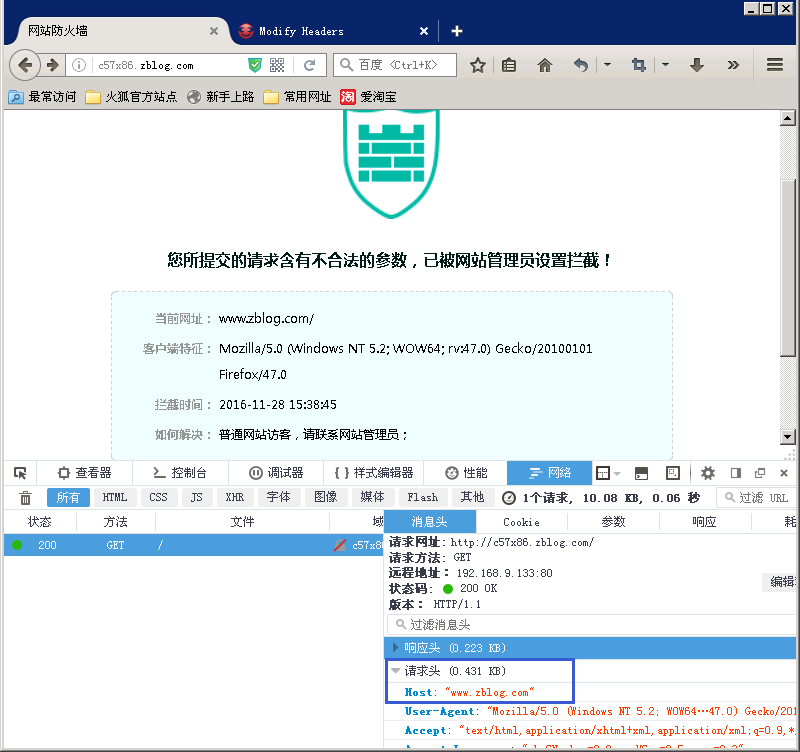 网站防火墙
Modify Headers
c57x86.zblog.com
百度 <Ctrl+K>
最常访问 火狐官方站点 新手上路 常用网址 淘 爱淘宝
您所提交的请求含有不合法的参数，已被网站管理员设置拦截！
当前网址： www.zblog.com/
客户端特征： Mozilla/5.0 (Windows NT 5.2; WOW64; rv:47.0) Gecko/20100101
Firefox/47.0
拦截时间： 2016-11-28 15:38:45
如何解决： 普通网站访客，请联系网站管理员；
查看器 控制台 调试器 样式编辑器 性能 网络
所有 HTML CSS JS XHR 字体 图像 媒体 Flash 其他 1个请求, 10.08 KB, 0.06 秒 过滤 URL
状态 方法 文件 域 消息头 Cookie 参数 响应 耗
200 GET / c57x8
请求网址: http://c57x86.zblog.com/
请求方法: GET
远程地址: 192.168.9.133:80
状态码: 200 OK
编辑
版本: HTTP/1.1
过滤消息头
响应头 (0.223 KB)
请求头 (0.431 KB)
Host: "www.zblog.com"
User-Agent: "Mozilla/5.0 (Windows NT 5.2; WOW64…47.0) Gecko/201
Accept: "text/html,application/xhtml+xml,application/xml;q=0.9,*